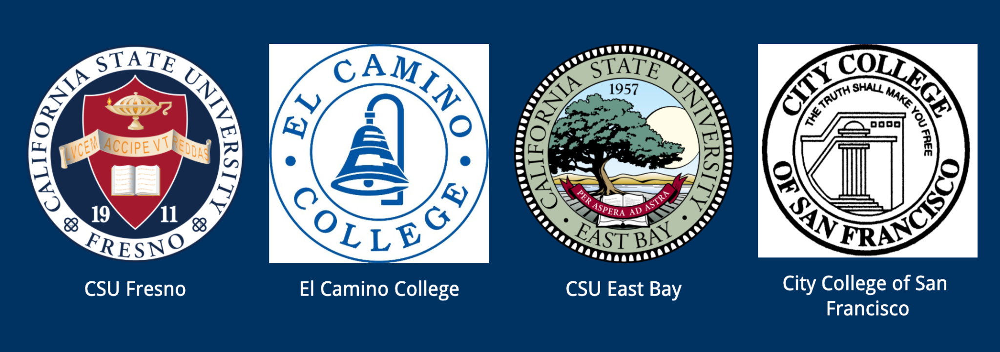 CALIFORNIA STATE UNIVERSITY
FRESNO
LVCEM ACCIPE VT REDDAS
19 11
CSU Fresno
EL CAMINO
COLLEGE
ECC
El Camino College
CALIFORNIA STATE UNIVERSITY
EAST BAY
1957
PER ASPERA AD ASTRA
CSU East Bay
CITY COLLEGE
OF SAN FRANCISCO
THE TRUTH SHALL MAKE YOU FREE
City College of San
Francisco